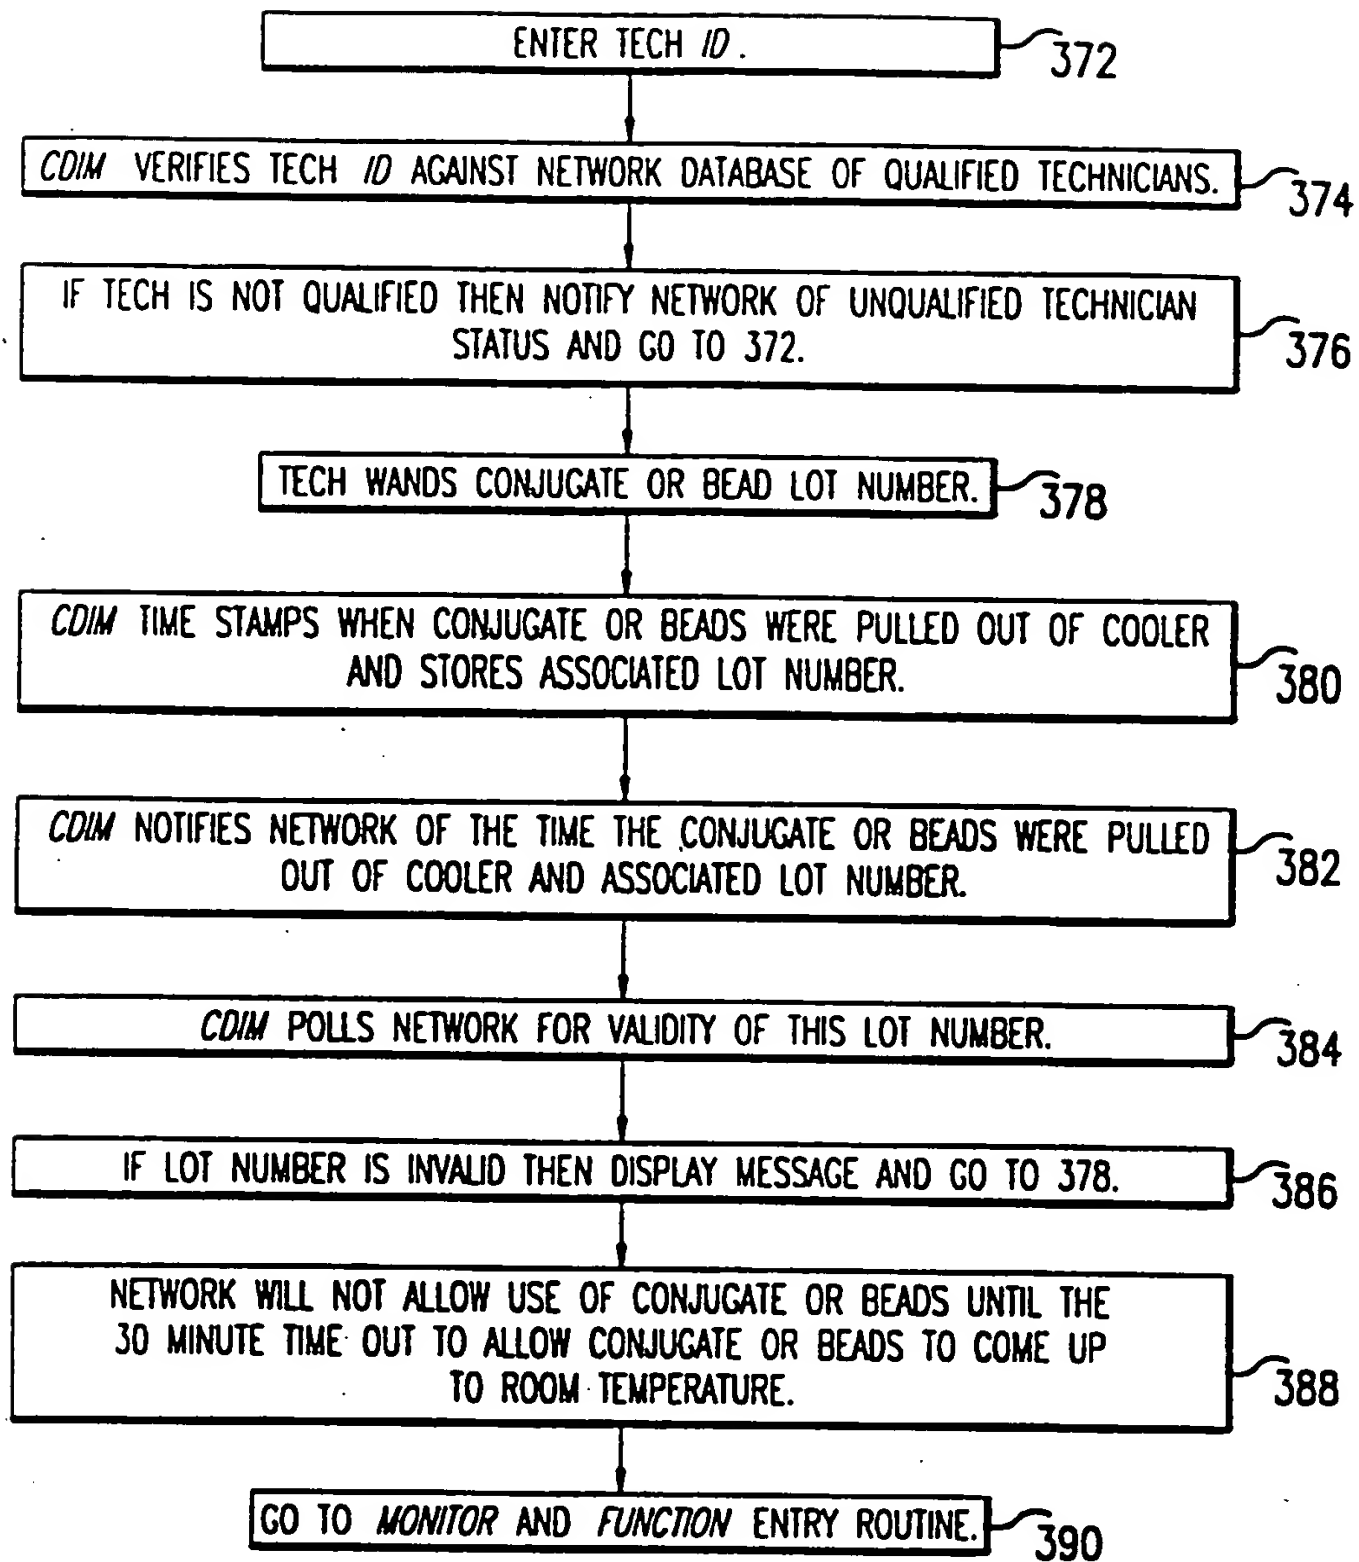 ENTER TECH ID.
372
CDIM VERIFIES TECH ID AGAINST NETWORK DATABASE OF QUALIFIED TECHNICIANS.
374
IF TECH IS NOT QUALIFIED THEN NOTIFY NETWORK OF UNQUALIFIED TECHNICIAN
STATUS AND GO TO 372.
376
TECH WANDS CONJUGATE OR BEAD LOT NUMBER.
378
CDIM TIME STAMPS WHEN CONJUGATE OR BEADS WERE PULLED OUT OF COOLER
AND STORES ASSOCIATED LOT NUMBER.
380
CDIM NOTIFIES NETWORK OF THE TIME THE CONJUGATE OR BEADS WERE PULLED
OUT OF COOLER AND ASSOCIATED LOT NUMBER.
382
CDIM POLLS NETWORK FOR VALIDITY OF THIS LOT NUMBER.
384
IF LOT NUMBER IS INVALID THEN DISPLAY MESSAGE AND GO TO 378.
386
NETWORK WILL NOT ALLOW USE OF CONJUGATE OR BEADS UNTIL THE
30 MINUTE TIME OUT TO ALLOW CONJUGATE OR BEADS TO COME UP
TO ROOM TEMPERATURE.
388
GO TO MONITOR AND FUNCTION ENTRY ROUTINE.
390